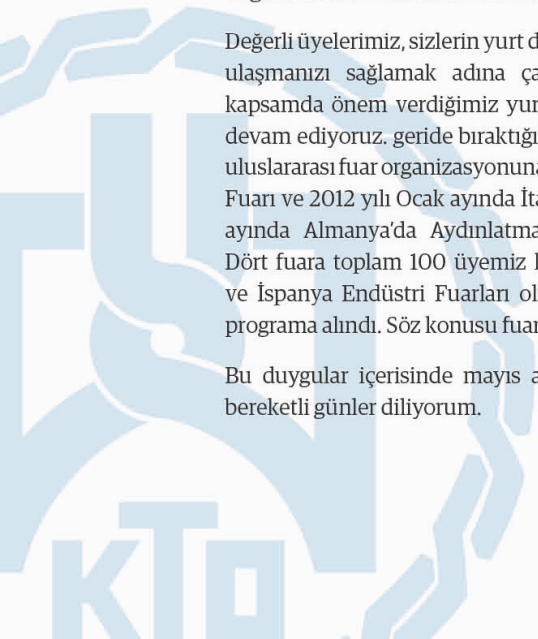 Değerli üyelerimiz, sizlerin yurt d
ulaşmanızı sağlamak adına ça
kapsamda önem verdiğimiz yur
devam ediyoruz. geride bıraktığı
uluslararası fuar organizasyonuna
Fuarı ve 2012 yılı Ocak ayında İta
ayında Almanya’da Aydınlatma
Dört fuara toplam 100 üyemiz
ve İspanya Endüstri Fuarları ol
programa alındı. Söz konusu fuar
Bu duygular içerisinde mayıs a
bereketli günler diliyorum.
KTO